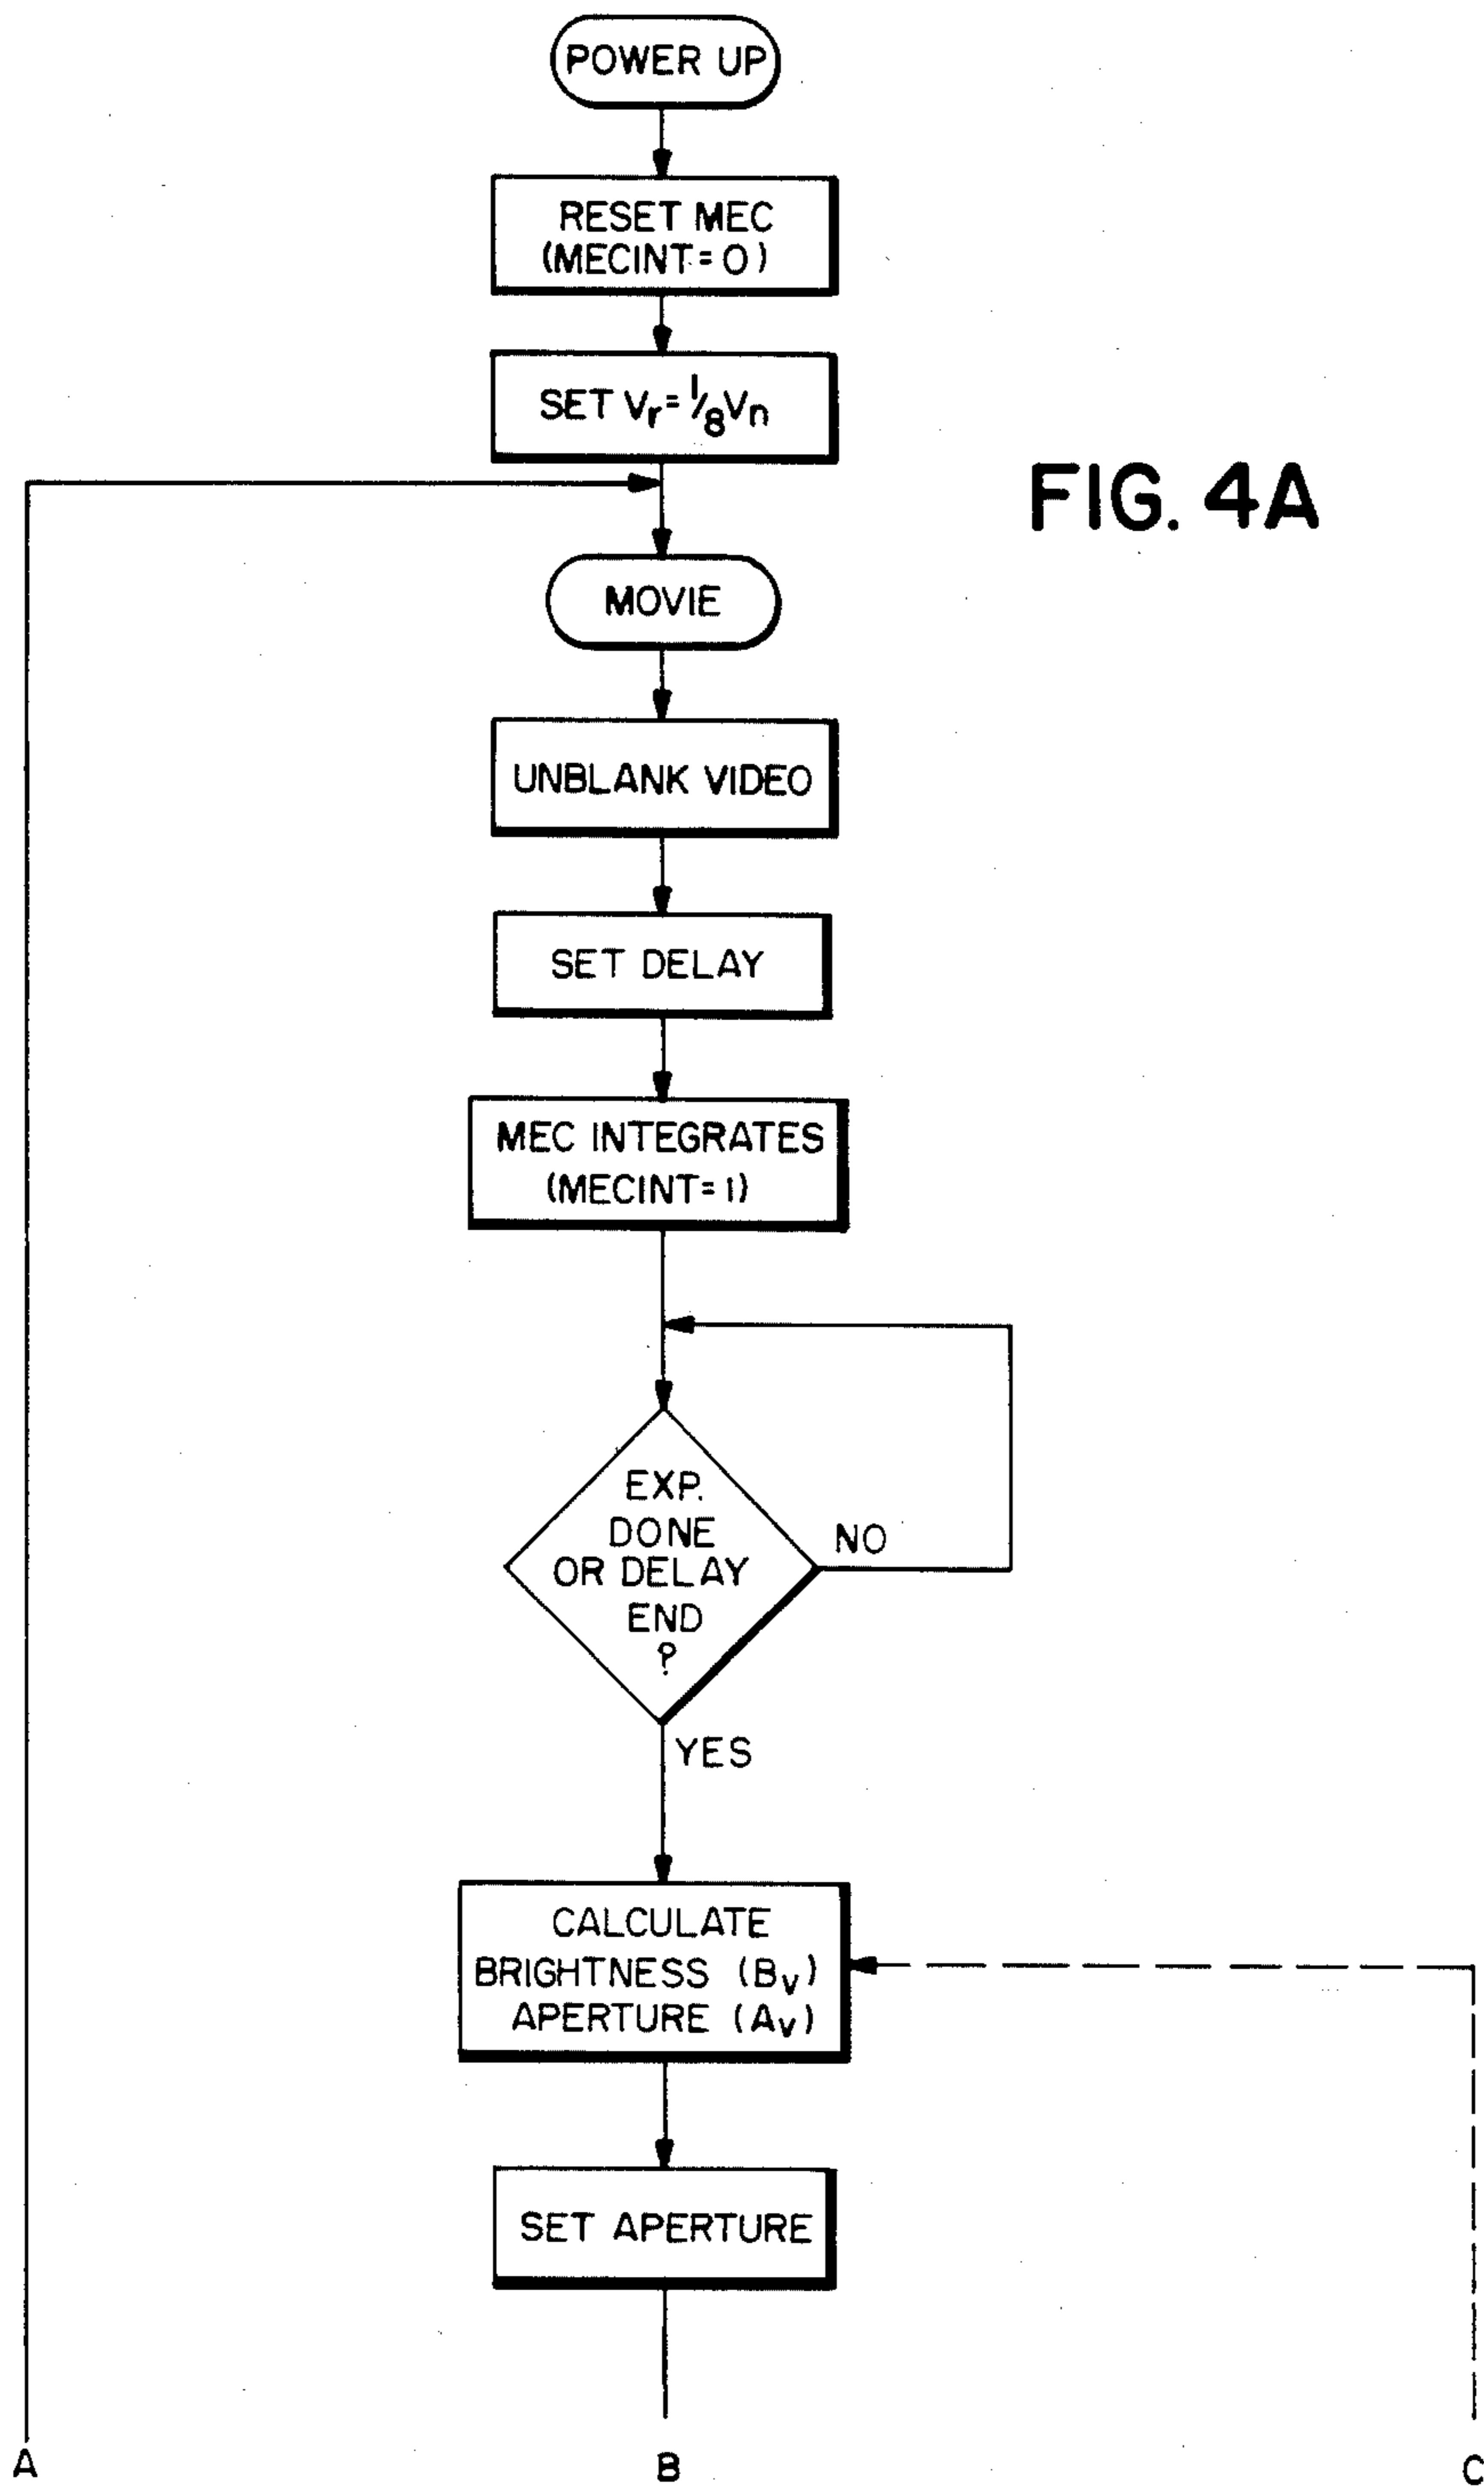 POWER UP
RESET MEC
(MECINT=0)
SET Vr=1/8Vn
FIG. 4A
MOVIE
UNBLANK VIDEO
SET DELAY
MEC INTEGRATES
(MECINT=1)
EXP.
DONE
OR DELAY
END
?
NO
YES
CALCULATE
BRIGHTNESS (Bv)
APERTURE (Av)
SET APERTURE
A
B
C